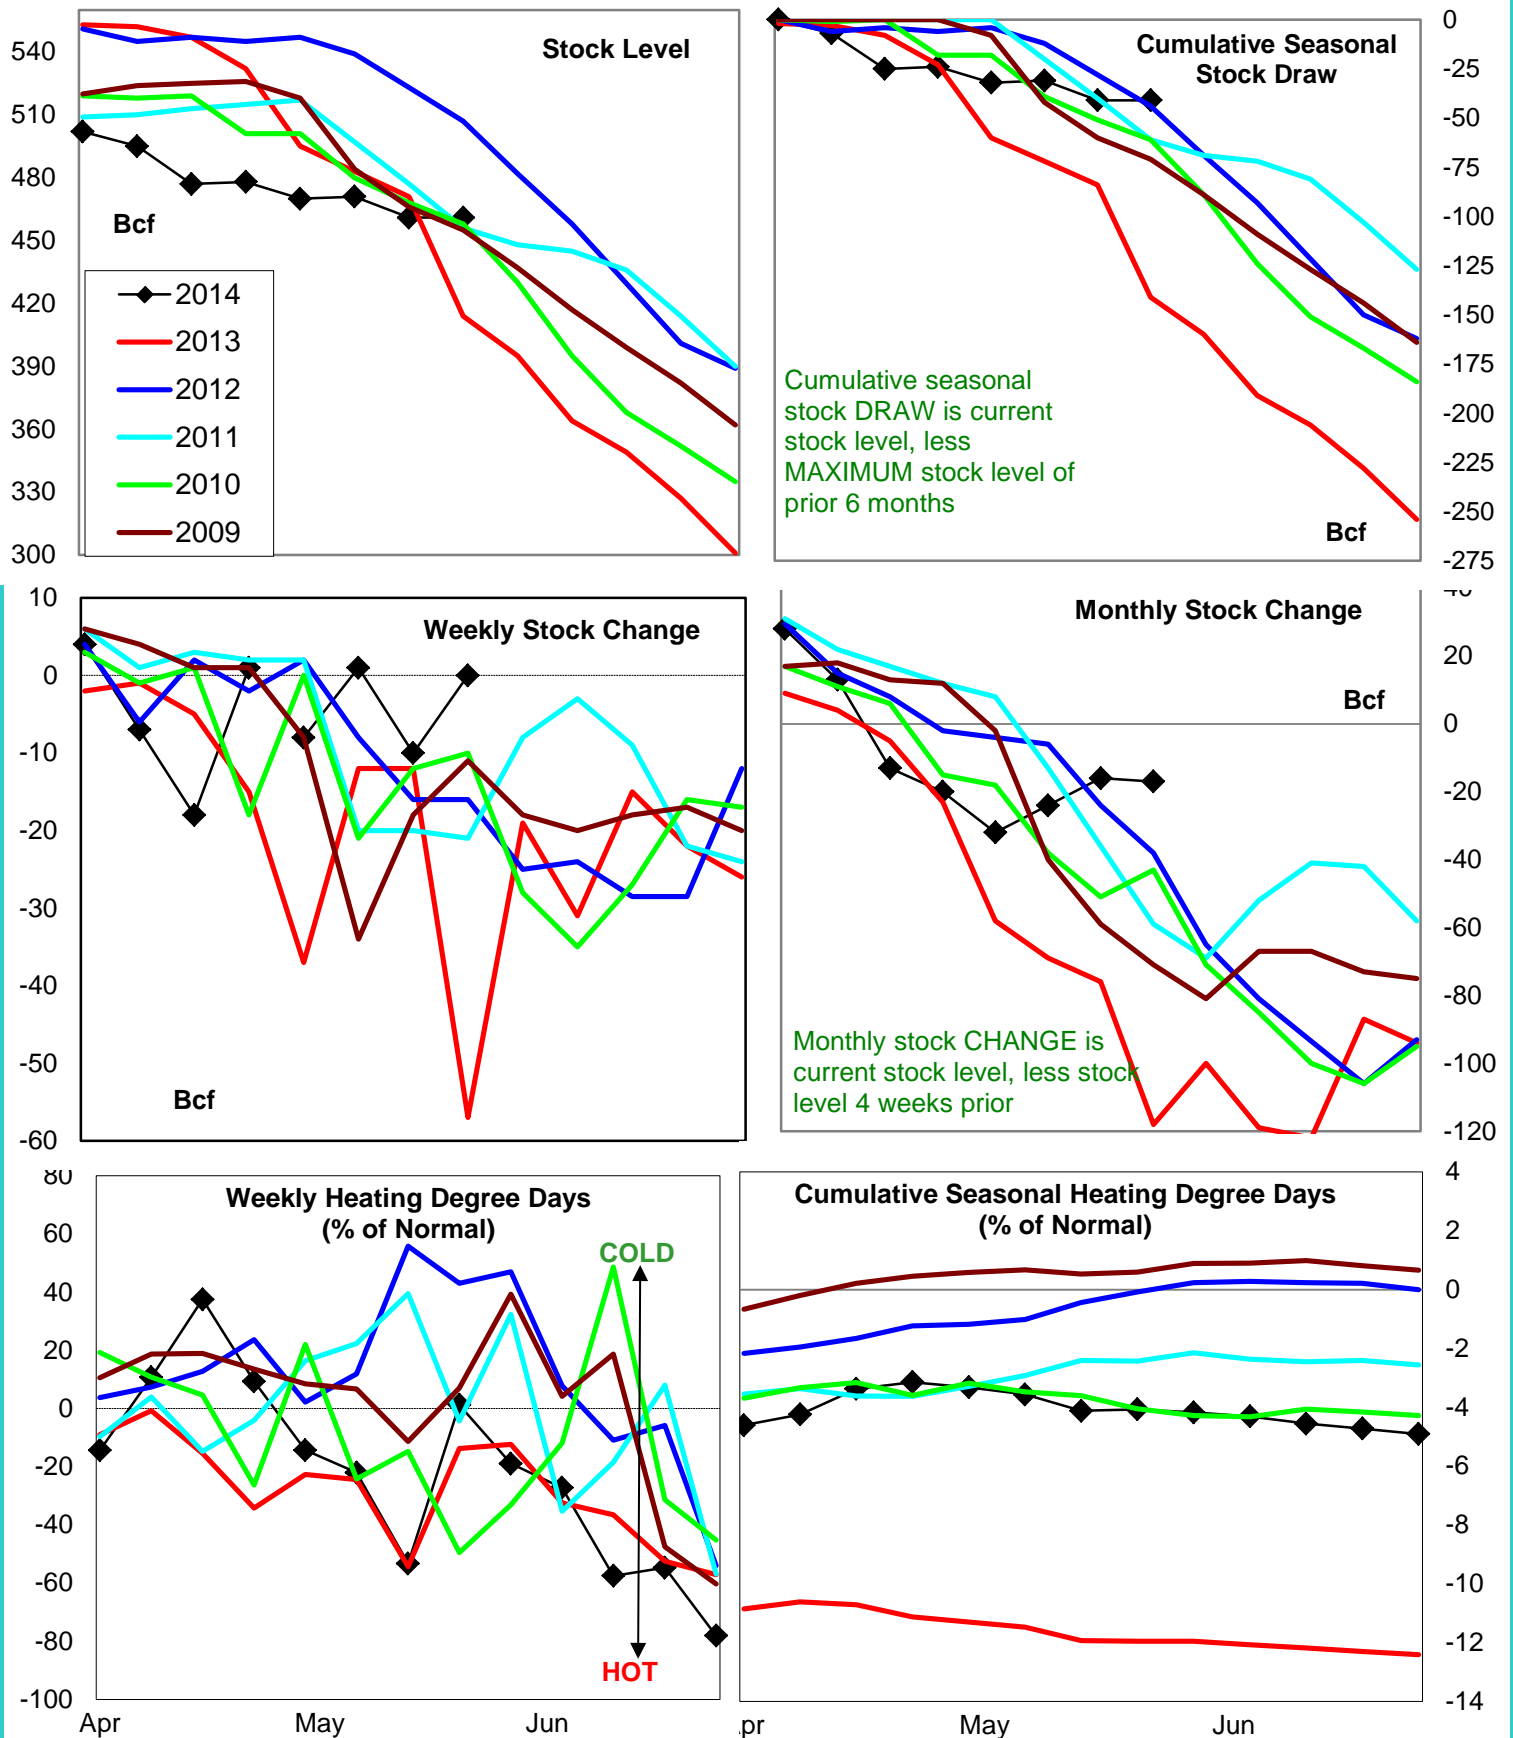 Stock Level
540
510
480
450
420
390
360
330
300
Bcf
2014
2013
2012
2011
2010
2009
Cumulative Seasonal
Stock Draw
0
-25
-50
-75
-100
-125
-150
-175
-200
-225
-250
-275
Cumulative seasonal
stock DRAW is current
stock level, less
MAXIMUM stock level of
prior 6 months
Bcf
Weekly Stock Change
10
0
-10
-20
-30
-40
-50
-60
Bcf
Monthly Stock Change
40
20
0
-20
-40
-60
-80
-100
-120
Bcf
Monthly stock CHANGE is
current stock level, less stock
level 4 weeks prior
Weekly Heating Degree Days
(% of Normal)
80
60
40
20
0
-20
-40
-60
-80
-100
COLD
HOT
Apr
May
Jun
Cumulative Seasonal Heating Degree Days
(% of Normal)
4
2
0
-2
-4
-6
-8
-10
-12
-14
pr
May
Jun